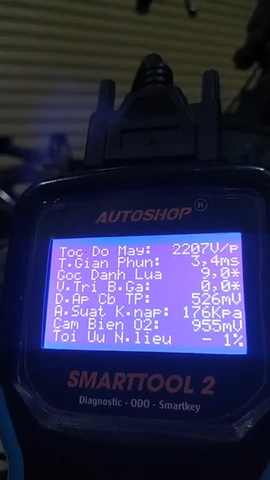 AUTOSHOP ®
Toc Do May: 2207V/p
T.Gian Phun: 3,4ms
Goc Danh Lua 9,0*
V.Tri B.Ga: 0,0*
D.Ap Cb TP: 526mV
A.Suat K.nap: 176Kpa
Cam Bien O2: 955mV
Toi Uu N.lieu - 1%
SMARTTOOL 2
Diagnostic - ODO - Smartkey